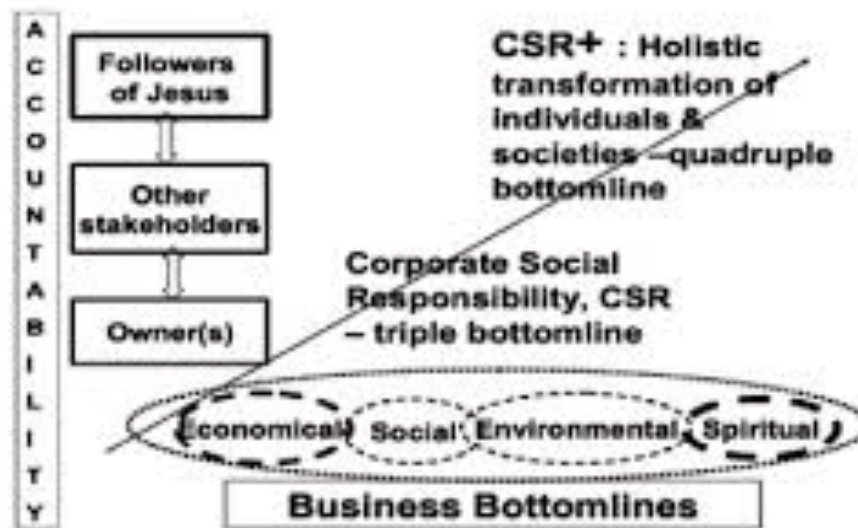 ACCOUNTABILITY
Followers
of Jesus
Other
stakeholders
Owner(s)
CSR+ : Holistic
transformation of
individuals &
societies –quadruple
bottomline
Corporate Social
Responsibility, CSR
– triple bottomline
Economical
Social
Environmental
Spiritual
Business Bottomlines